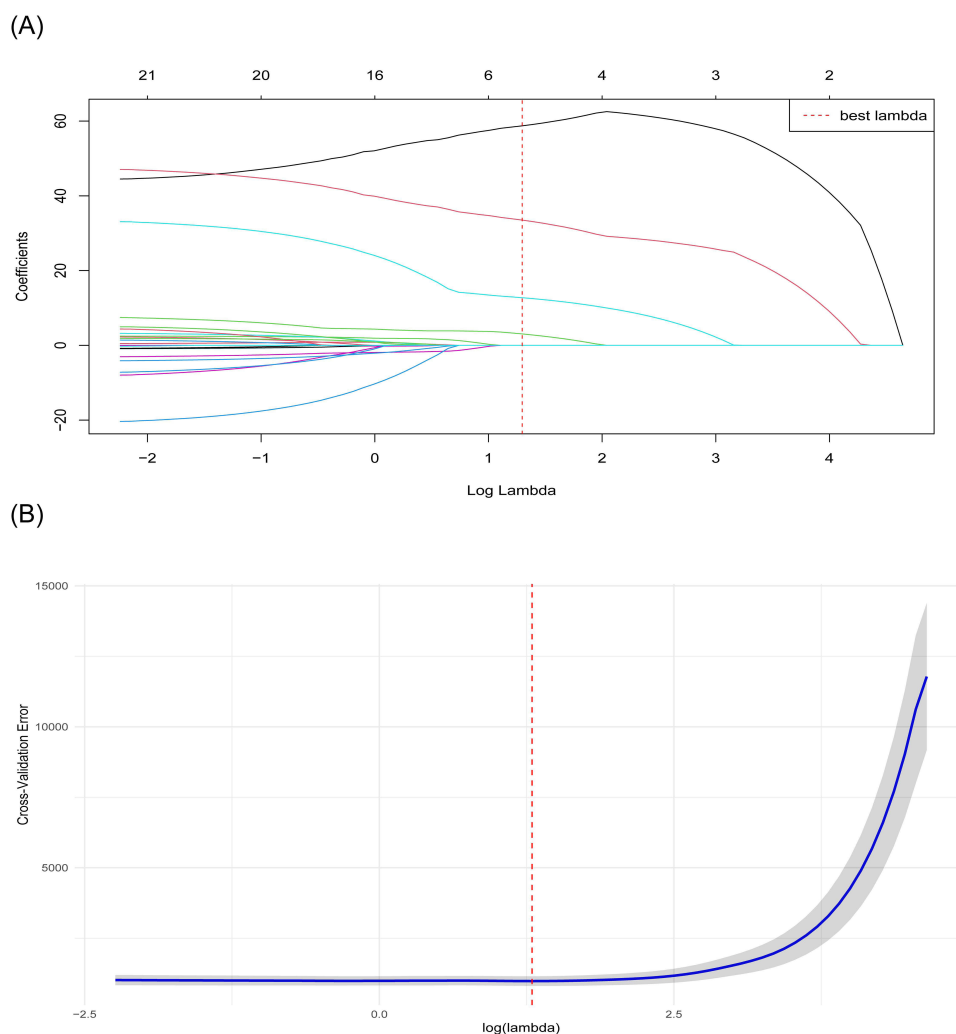 (A)
21 20 16 6 4 3 2
best lambda
60
40
20
0
−20
Coefficients
−2 −1 0 1 2 3 4
Log Lambda
(B)
15000
10000
5000
Cross-Validation Error
−2.5 0.0 2.5
log(lambda)